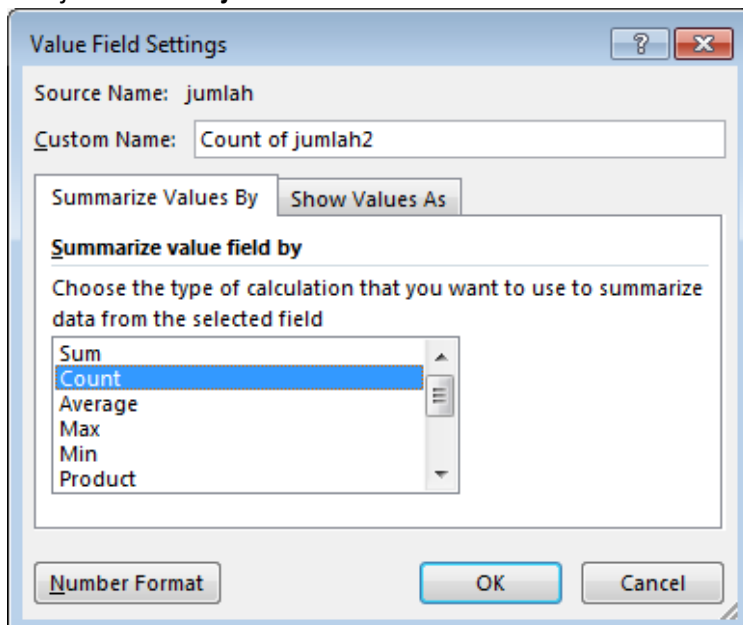 Value Field Settings
Source Name: jumlah
Custom Name: Count of jumlah2
Summarize Values By Show Values As
Summarize value field by
Choose the type of calculation that you want to use to summarize
data from the selected field
Sum
Count
Average
Max
Min
Product
Number Format OK Cancel